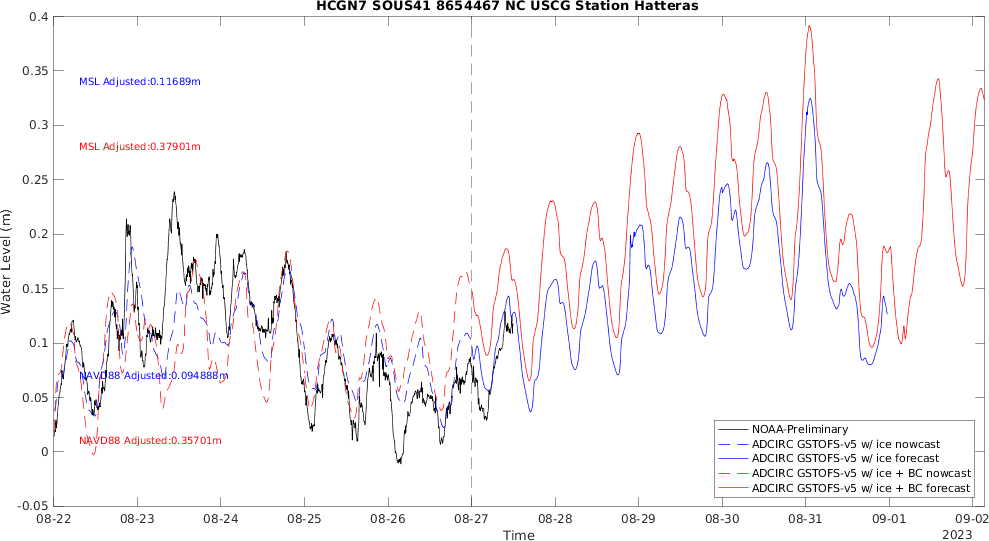 HCGN7 SOUS41 8654467 NC USCG Station Hatteras
0.4
0.35
0.3
0.25
0.2
0.15
0.1
0.05
0
-0.05
Water Level (m)
MSL Adjusted:0.11689m
MSL Adjusted:0.37901m
NAVD88 Adjusted:0.094888m
NAVD88 Adjusted:0.35701m
NOAA-Preliminary
ADCIRC GSTOFS-v5 w/ ice nowcast
ADCIRC GSTOFS-v5 w/ ice forecast
ADCIRC GSTOFS-v5 w/ ice + BC nowcast
ADCIRC GSTOFS-v5 w/ ice + BC forecast
08-22 08-23 08-24 08-25 08-26 08-27 08-28 08-29 08-30 08-31 09-01 09-02
Time
2023